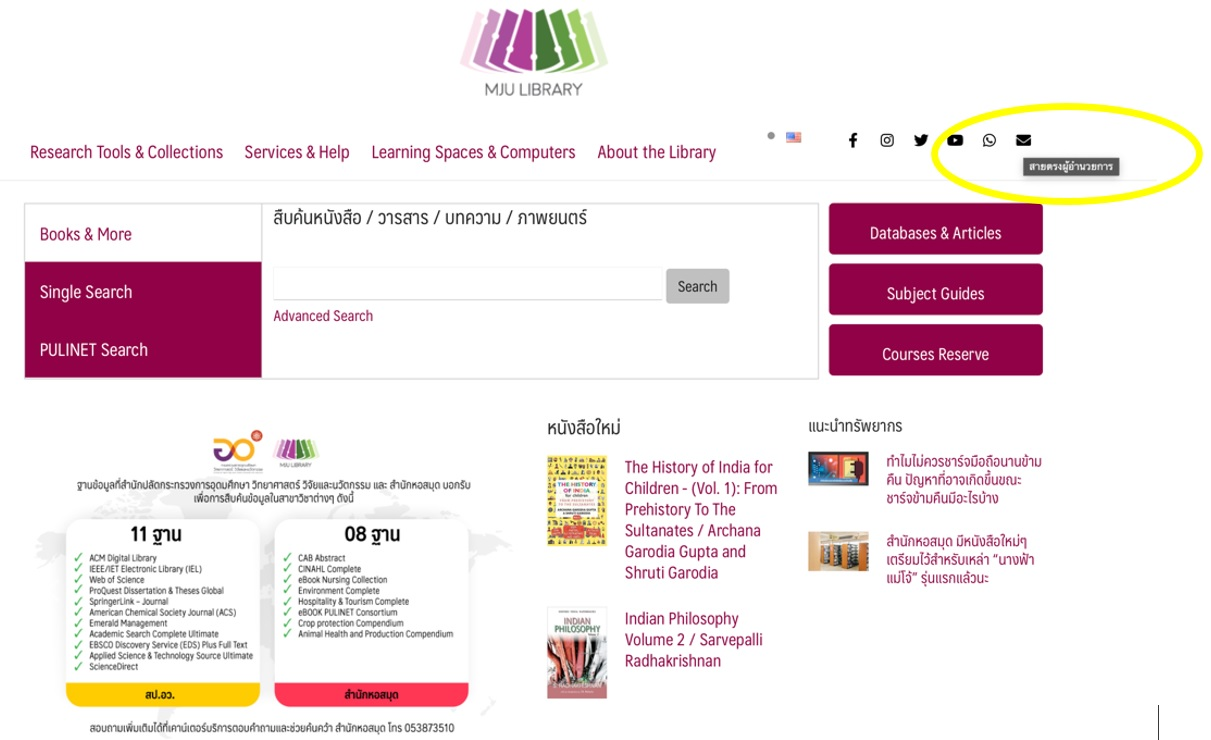 MJU LIBRARY
Research Tools & Collections
Services & Help
Learning Spaces & Computers
About the Library
สายตรงผู้อำนวยการ
Books & More
Single Search
PULINET Search
สืบค้นหนังสือ / วารสาร / บทความ / ภาพยนตร์
Search
Advanced Search
Databases & Articles
Subject Guides
Courses Reserve
MJU LIBRARY
ฐานข้อมูลที่สำนักปลัดกระทรวงการอุดมศึกษา วิทยาศาสตร์ วิจัยและนวัตกรรม และ สำนักหอสมุด บอกรับ
เพื่อการสืบค้นข้อมูลในสาขาวิชาต่างๆ ดังนี้
11 ฐาน
ACM Digital Library
IEEE/IET Electronic Library (IEL)
Web of Science
ProQuest Dissertation & Theses Global
SpringerLink – Journal
American Chemical Society Journal (ACS)
Emerald Management
Academic Search Complete Ultimate
EBSCO Discovery Service (EDS) Plus Full Text
Applied Science & Technology Source Ultimate
ScienceDirect
สป.อว.
08 ฐาน
CAB Abstract
CINAHL Complete
eBook Nursing Collection
Environment Complete
Hospitality & Tourism Complete
eBOOK PULINET Consortium
Crop protection Compendium
Animal Health and Production Compendium
สำนักหอสมุด
สอบถามเพิ่มเติมได้ที่เคาน์เตอร์บริการตอบคำถามและช่วยค้นคว้า สำนักหอสมุด โทร 053873510
หนังสือใหม่
THE HISTORY
OF INDIA
for children
The History of India for
Children - (Vol. 1): From
Prehistory To The
Sultanates / Archana
Garodia Gupta and
Shruti Garodia
INDIAN
PHILOSOPHY
S. RADHAKRISHNAN
Indian Philosophy
Volume 2 / Sarvepalli
Radhakrishnan
แนะนำทรัพยากร
ทำไมไม่ควรชาร์จมือถือนานข้าม
คืน ปัญหาที่อาจเกิดขึ้นขณะ
ชาร์จข้ามคืนมีอะไรบ้าง
สำนักหอสมุด มีหนังสือใหม่ๆ
เตรียมไว้สำหรับเหล่า “นางฟ้า
แม่โจ้” รุ่นแรกแล้วนะ